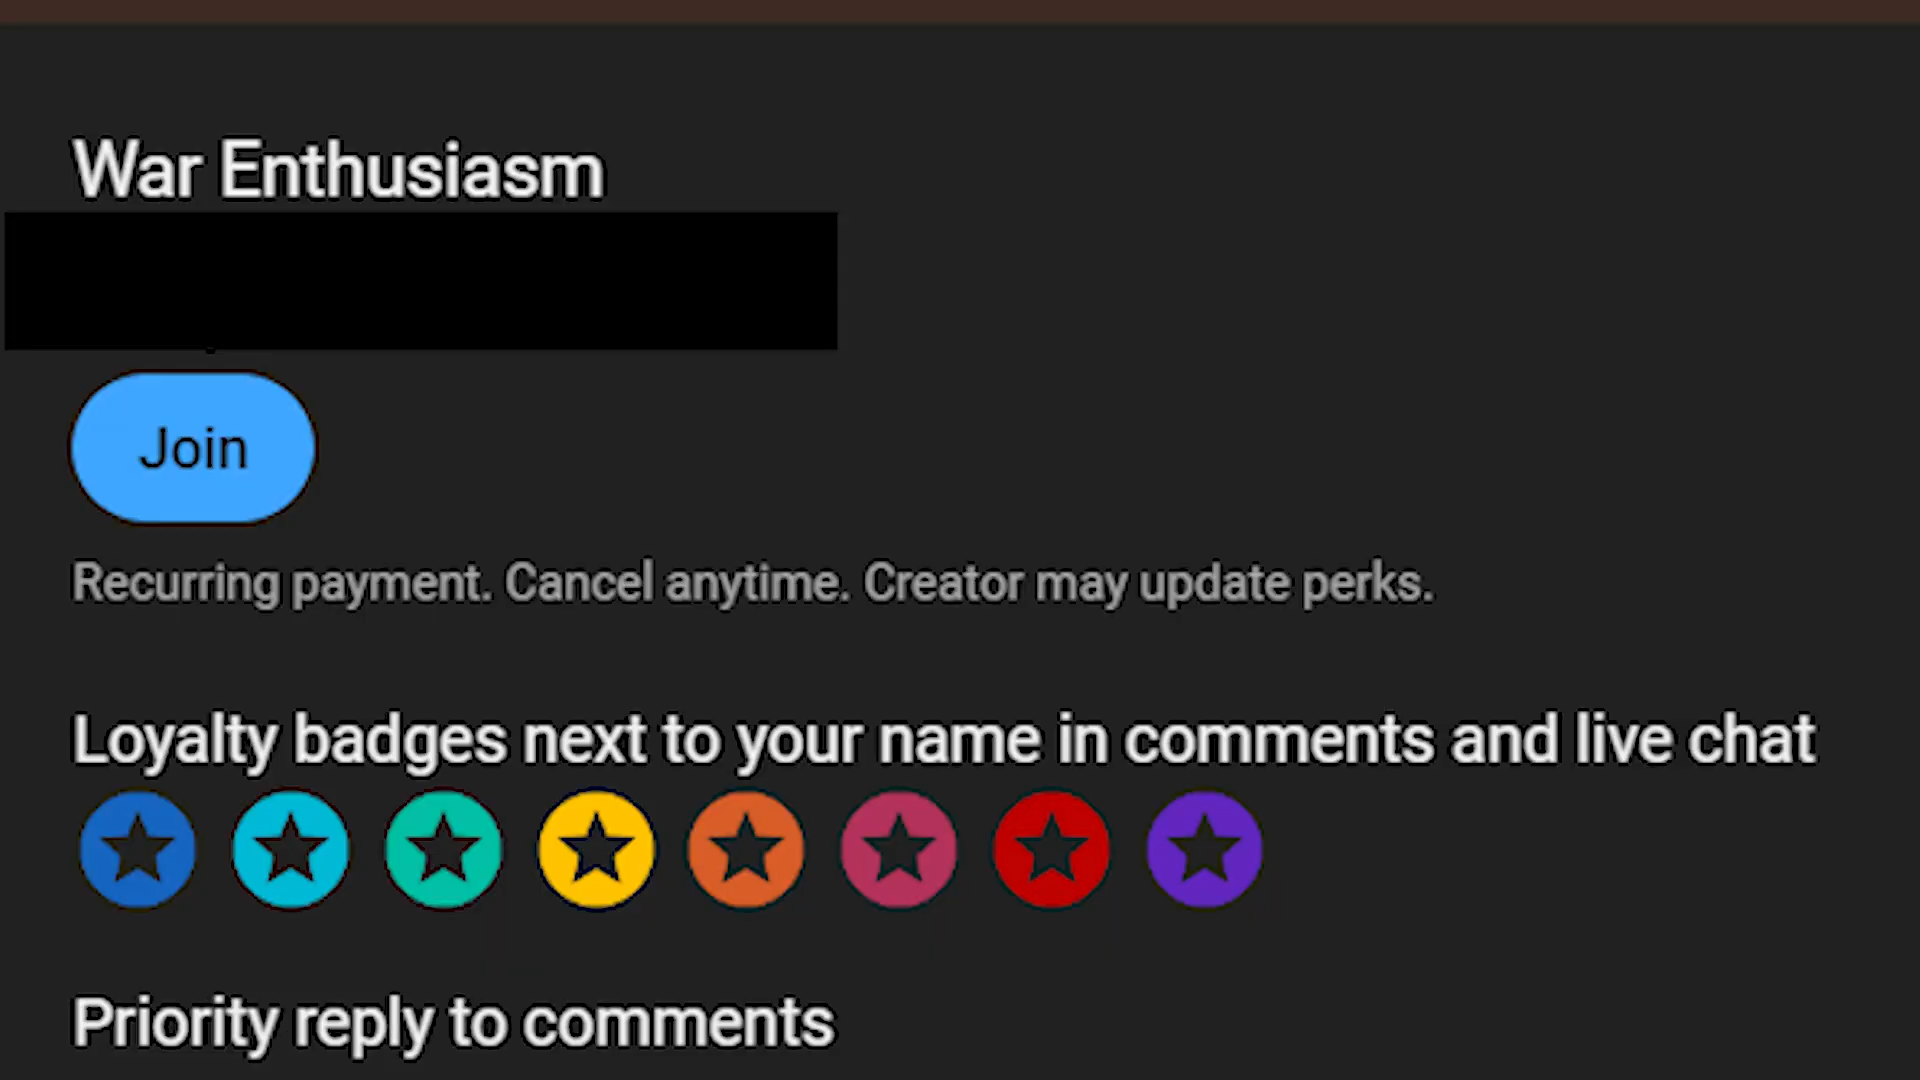 War Enthusiasm
Join
Recurring payment. Cancel anytime. Creator may update perks.
Loyalty badges next to your name in comments and live chat
Priority reply to comments